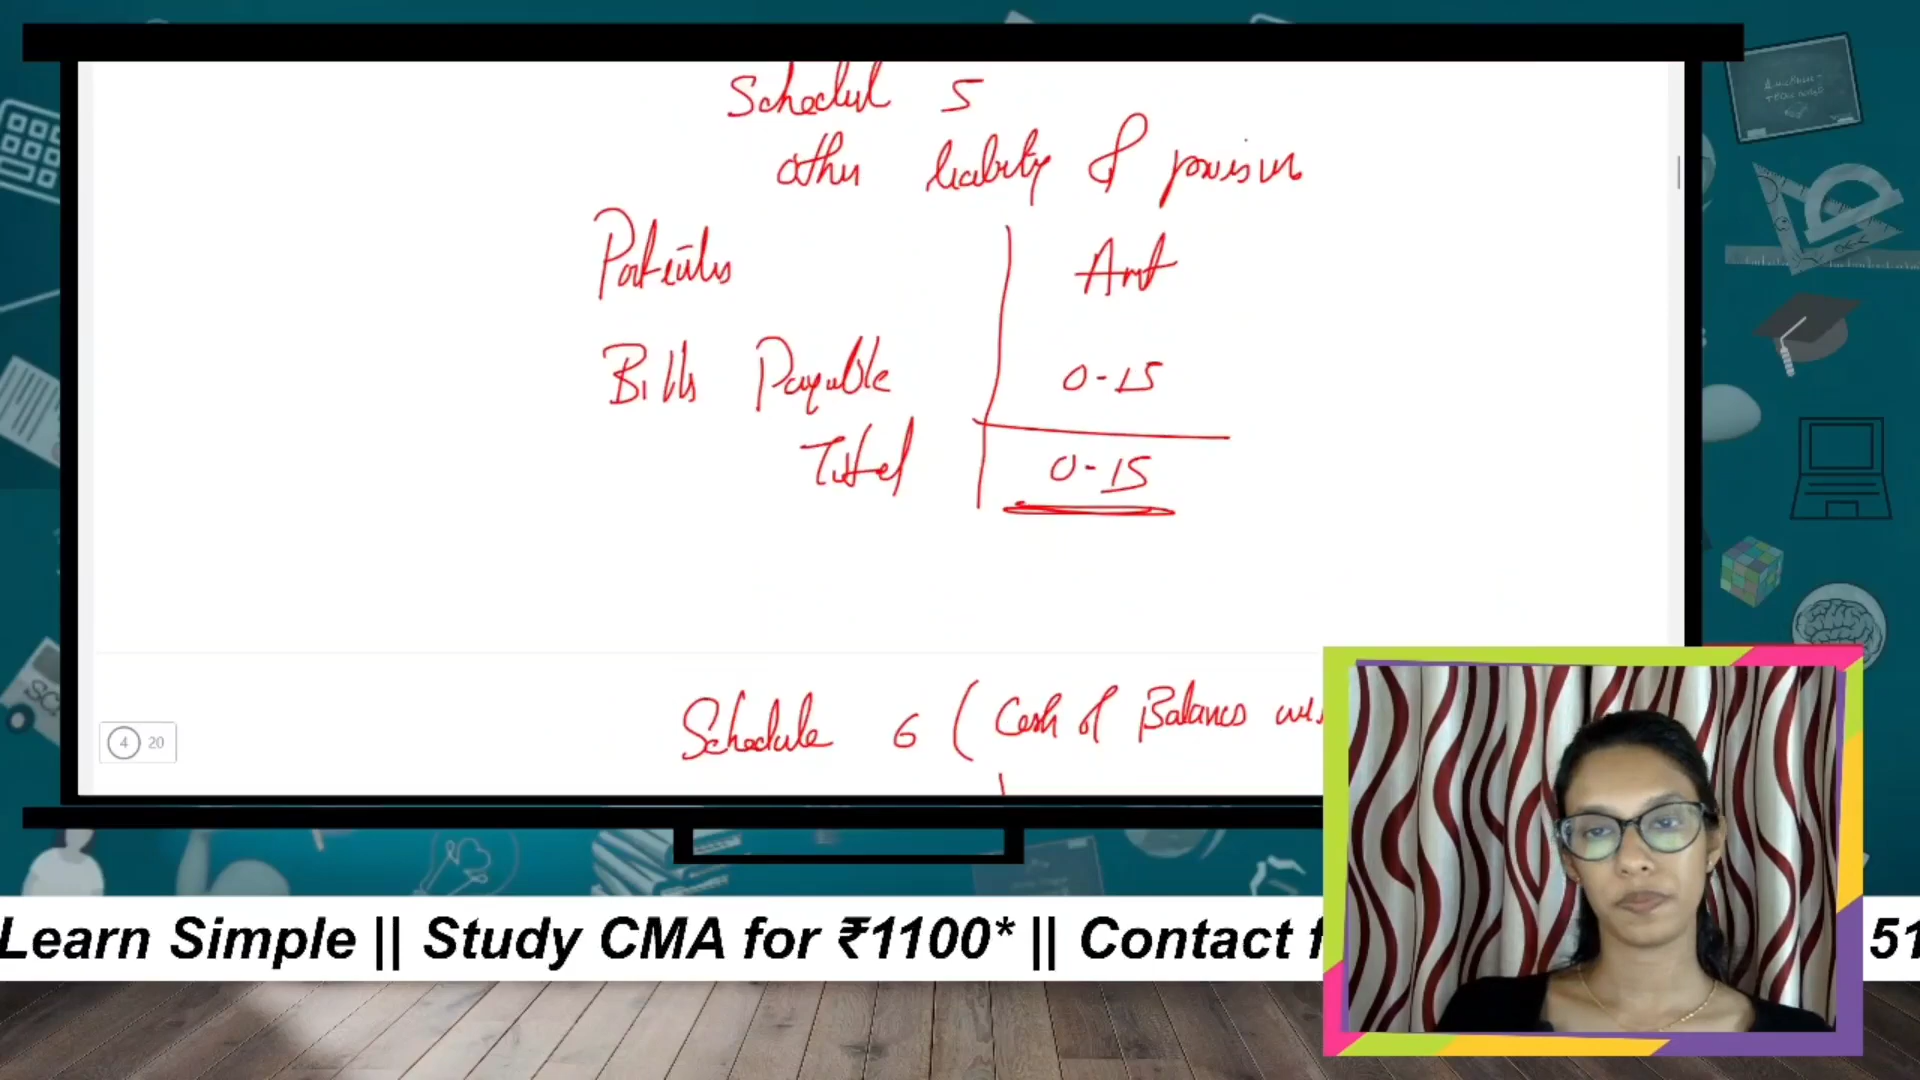 Schedul 5
other liability & provision
Particulars Amt
Bills Payable 0-15
Total 0-15
Schedule 6 ( Cash & Balances
4 20
Learn Simple || Study CMA for ₹1100* || Contact f 51